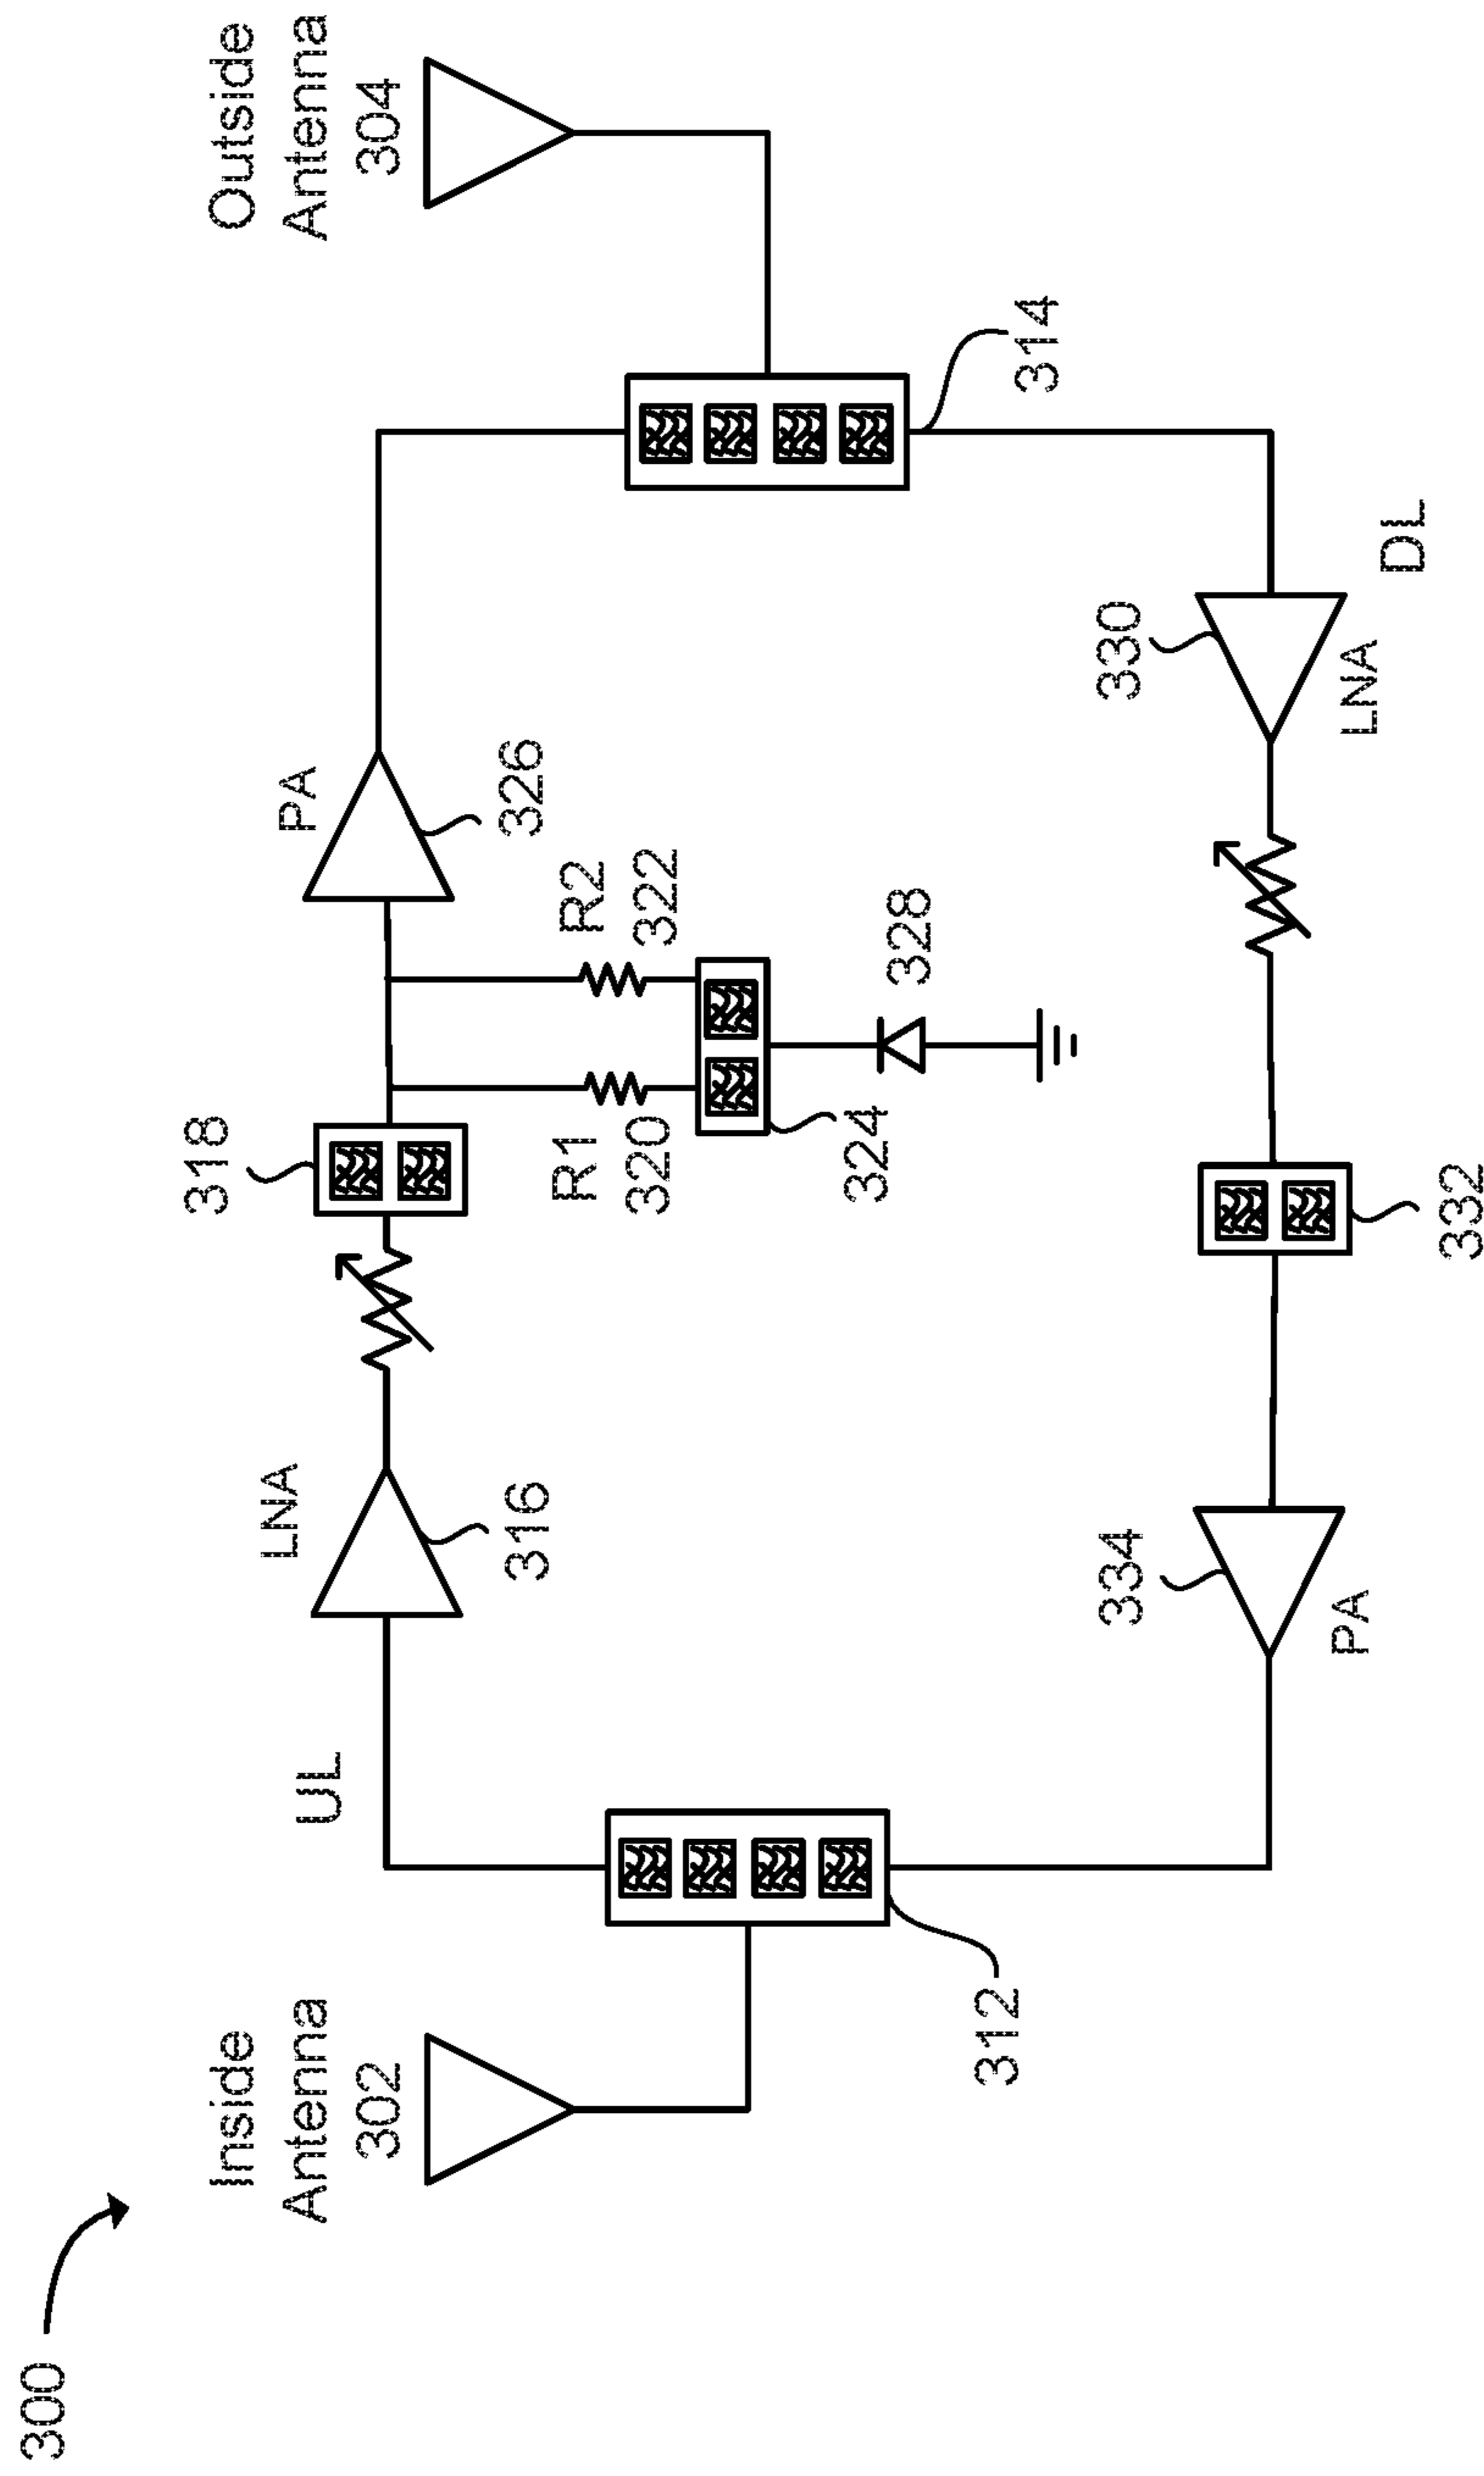 300
Inside
Antenna
302
Outside
Antenna
304
UL
LNA
316
318
PA
326
R1
320
R2
322
324
328
312
314
334
PA
332
330
LNA
DL